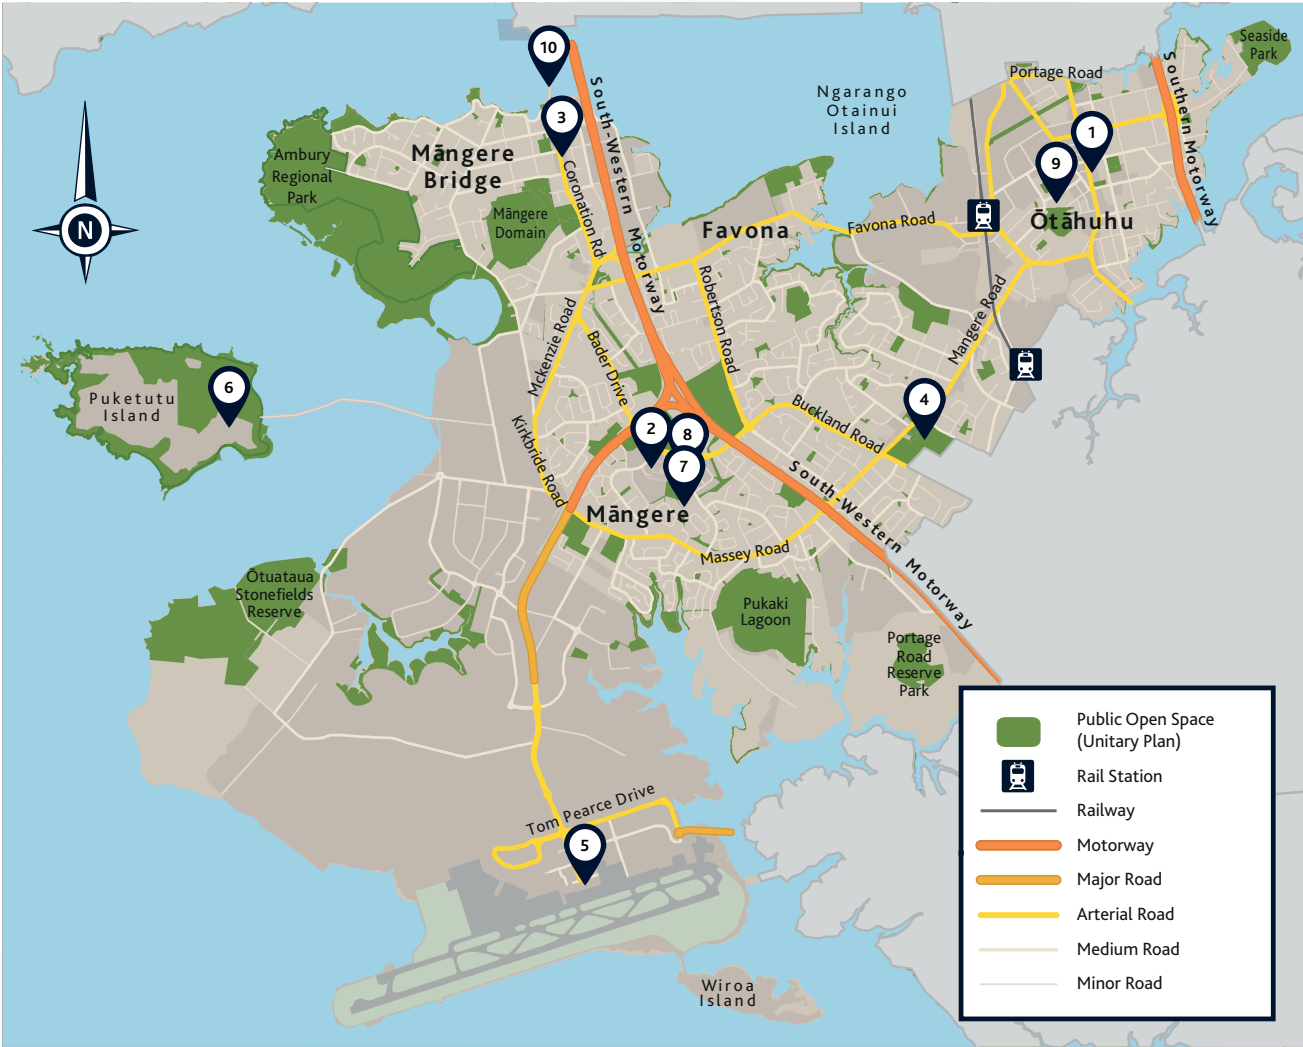 10
Seaside
Park
Portage Road
Southern Motorway
South-Western Motorway
Ngarango
Otainui
Island
3
1
9
Ambury
Regional
Park
Māngere
Bridge
Coronation Rd
Māngere
Domain
N
Favona
Favona Road
Ōtāhuhu
Robertson Road
Mckenzie Road
Bader Drive
Mangere Road
6
Puketutu
Island
4
Buckland Road
2
8
7
Kirkbride Road
Māngere
South-Western Motorway
Massey Road
Ōtuataua
Stonefields
Reserve
Pukaki
Lagoon
Portage
Road
Reserve
Park
Tom Pearce Drive
5
Wiroa
Island
Public Open Space
(Unitary Plan)
Rail Station
Railway
Motorway
Major Road
Arterial Road
Medium Road
Minor Road